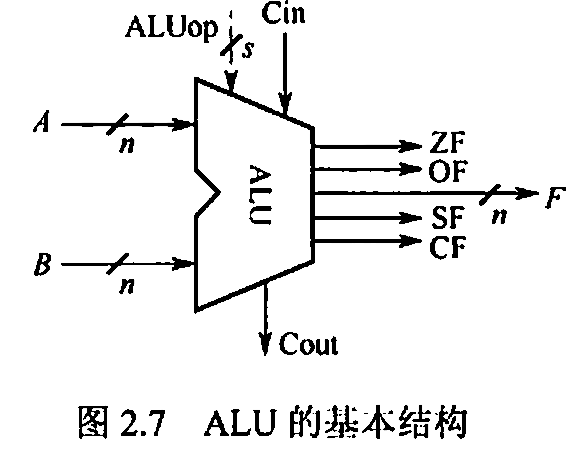 Cin
ALUop
s
A
n
ZF
OF
ALU
n
F
SF
B
n
CF
Cout
图 2.7 ALU 的基本结构